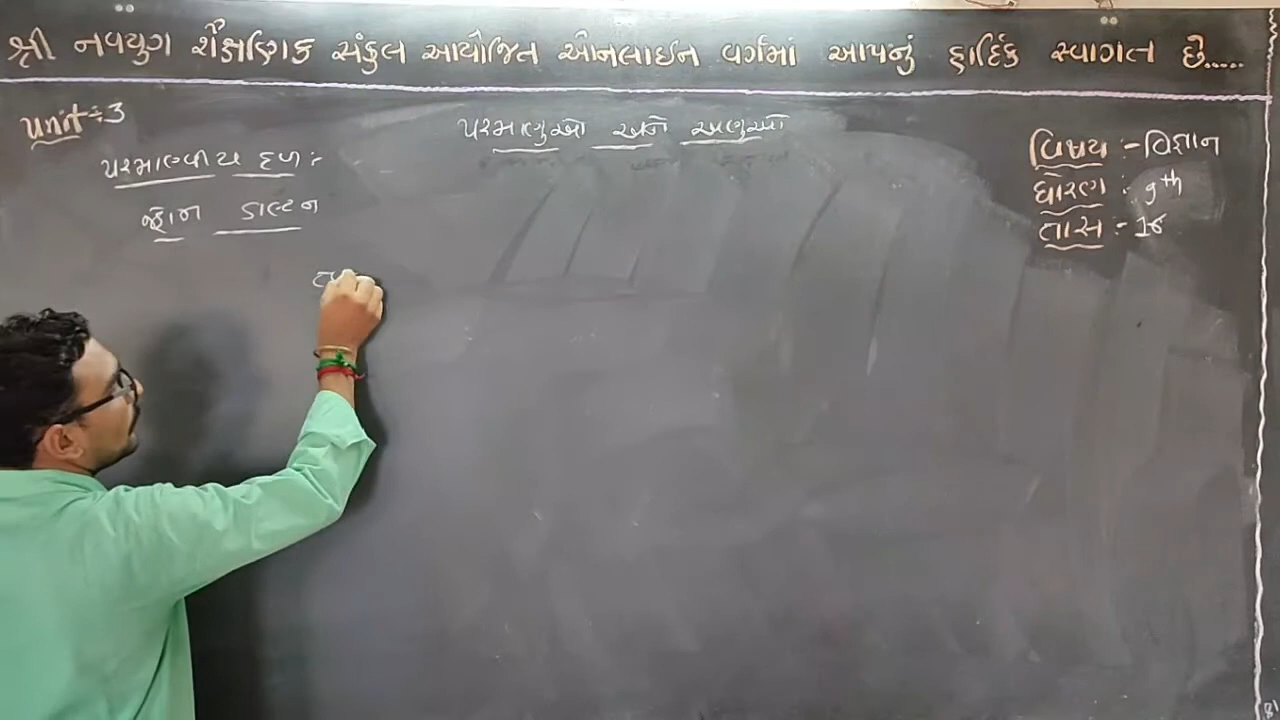 શ્રી નવયુગ શૈક્ષણિક સંકુલ આયોજિત ઓનલાઇન વર્ગમાં આપનું હાર્દિક સ્વાગત છે.....
Unit :- 3
પરમાણુઓ અને અણુઓ
વિષય :- વિજ્ઞાન
ધોરણ :- 9th
તાસ :- 18
પરમાણ્વીય દળ :-
જ્હોન ડાલ્ટન